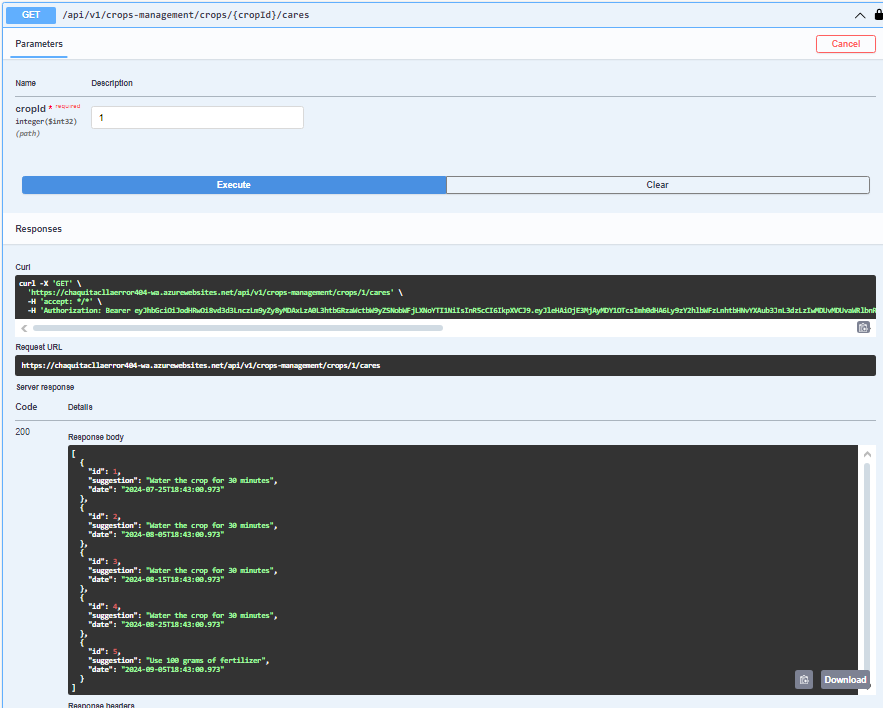 GET /api/v1/crops-management/crops/{cropId}/cares
Parameters
Cancel
Name Description
cropId * required
integer($int32)
(path)
1
Execute Clear
Responses
Curl
curl -X 'GET' \
'https://chaquitacllaerror404-wa.azurewebsites.net/api/v1/crops-management/crops/1/cares' \
-H 'accept: */*' \
-H 'Authorization: Bearer
Request URL
https://chaquitacllaerror404-wa.azurewebsites.net/api/v1/crops-management/crops/1/cares
Server response
Code Details
200
Response body
[
{
"id": 1,
"suggestion": "Water the crop for 30 minutes",
"date": "2024-07-25T18:43:00.973"
},
{
"id": 2,
"suggestion": "Water the crop for 30 minutes",
"date": "2024-08-05T18:43:00.973"
},
{
"id": 3,
"suggestion": "Water the crop for 30 minutes",
"date": "2024-08-15T18:43:00.973"
},
{
"id": 4,
"suggestion": "Water the crop for 30 minutes",
"date": "2024-08-25T18:43:00.973"
},
{
"id": 5,
"suggestion": "Use 100 grams of fertilizer",
"date": "2024-09-05T18:43:00.973"
}
]
Download
Response headers